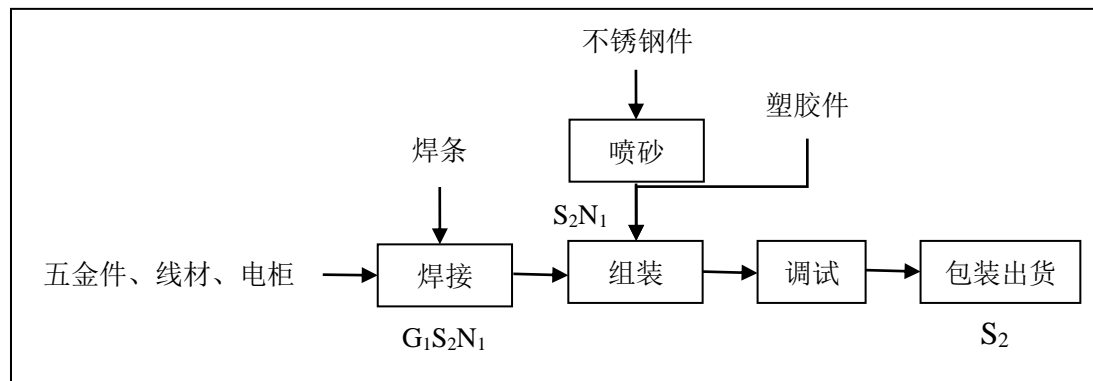 不锈钢件
塑胶件
焊条
喷砂
S₂N₁
五金件、线材、电柜
焊接
组装
调试
包装出货
G₁S₂N₁
S₂